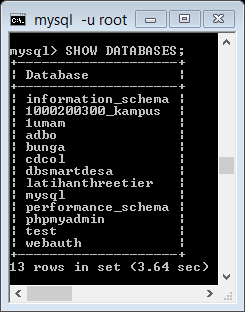 mysql -u root
mysql> SHOW DATABASES;
+--------------------+
| Database           |
+--------------------+
| information_schema |
| 1000200300_kampus  |
| 1umam              |
| adbo               |
| bunga              |
| cdcol              |
| dbsmartdesa        |
| latihanthreetier   |
| mysql              |
| performance_schema |
| phpmyadmin         |
| test               |
| webauth            |
+--------------------+
13 rows in set (3.64 sec)